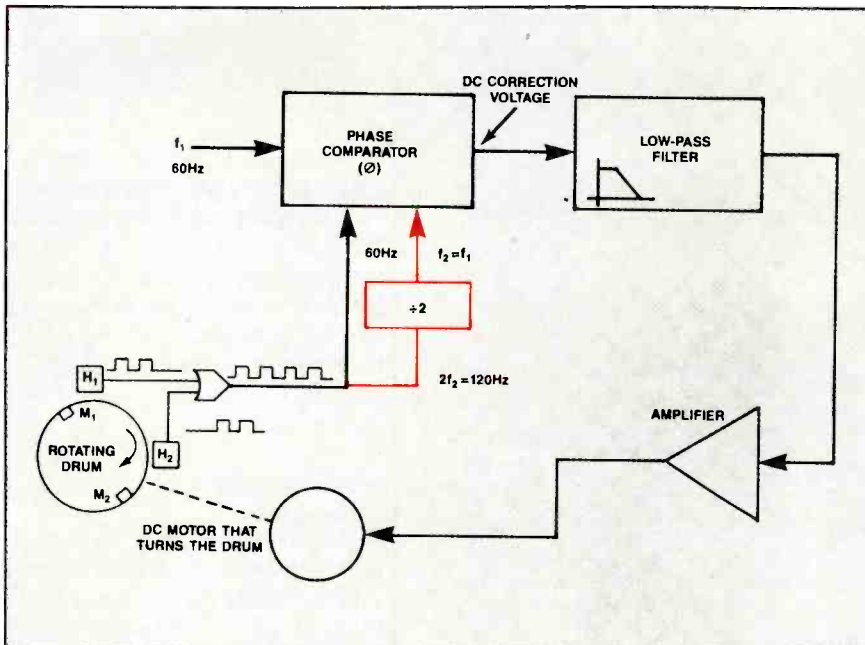 DC CORRECTION
VOLTAGE
f₁
60Hz
PHASE
COMPARATOR
(Ø)
LOW-PASS
FILTER
60Hz
f₂=f₁
÷2
2f₂=120Hz
H₁
M₁
ROTATING
DRUM
H₂
M₂
AMPLIFIER
DC MOTOR THAT
TURNS THE DRUM